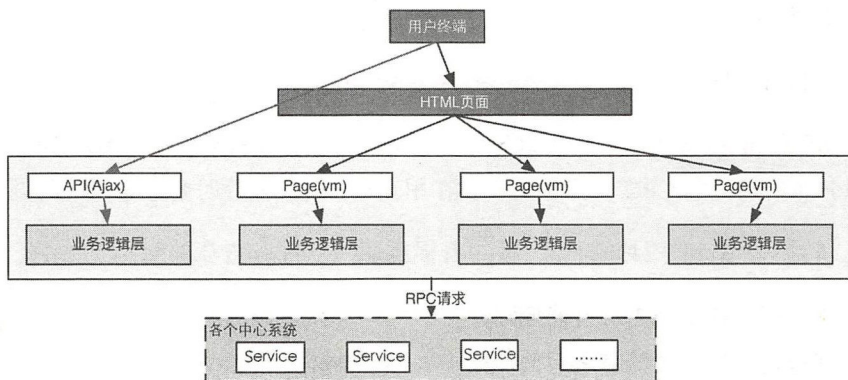 用户终端
HTML页面
API(Ajax) Page(vm) Page(vm) Page(vm)
业务逻辑层 业务逻辑层 业务逻辑层 业务逻辑层
RPC请求
各个中心系统
Service Service Service ......